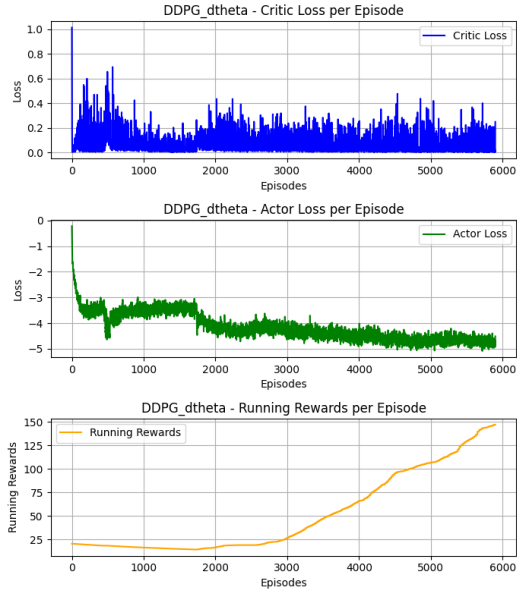 DDPG_dtheta - Critic Loss per Episode
1.0
0.8
0.6
0.4
0.2
0.0
Loss
Critic Loss
0 1000 2000 3000 4000 5000 6000
Episodes
DDPG_dtheta - Actor Loss per Episode
0
−1
−2
−3
−4
−5
Loss
Actor Loss
0 1000 2000 3000 4000 5000 6000
Episodes
DDPG_dtheta - Running Rewards per Episode
150
125
100
75
50
25
Running Rewards
Running Rewards
0 1000 2000 3000 4000 5000 6000
Episodes